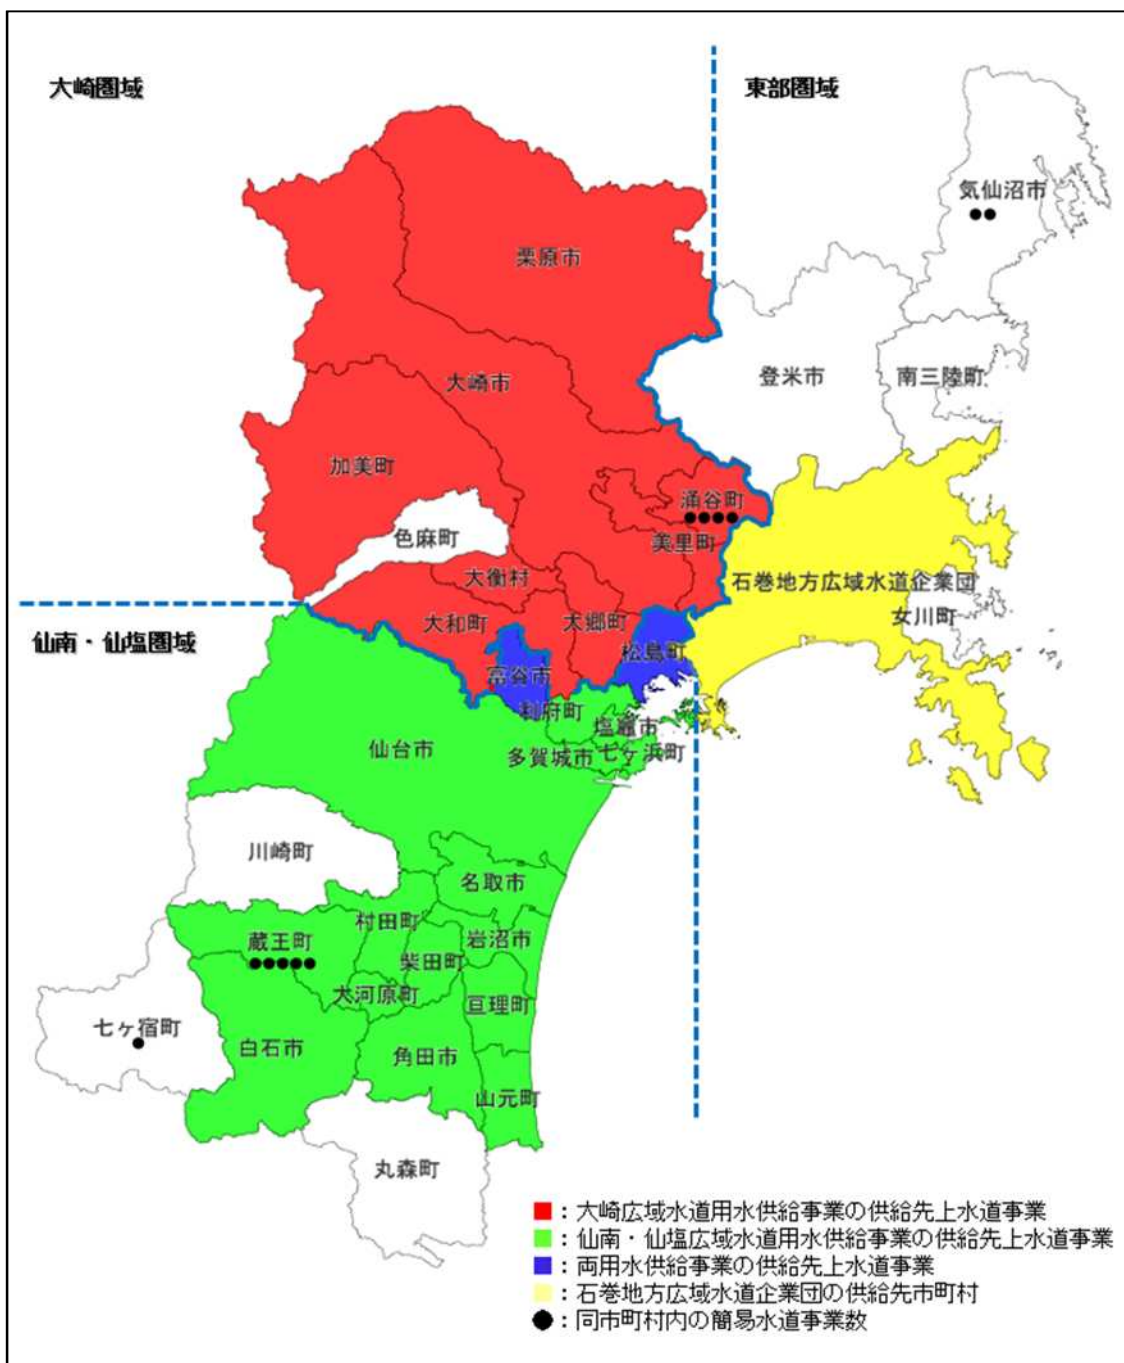 大崎圏域
東部圏域
気仙沼市
栗原市
登米市
南三陸町
大崎市
加美町
涌谷町
色麻町
美里町
大衡村
石巻地方広域水道企業団
女川町
大和町
大郷町
仙南・仙塩圏域
松島町
富谷市
利府町
塩竈市
仙台市
多賀城市
七ヶ浜町
川崎町
名取市
村田町
蔵王町
岩沼市
柴田町
大河原町
亘理町
七ヶ宿町
白石市
角田市
山元町
丸森町
:大崎広域水道用水供給事業の供給先上水道事業
:仙南・仙塩広域水道用水供給事業の供給先上水道事業
:両用水供給事業の供給先上水道事業
:石巻地方広域水道企業団の供給先市町村
:同市町村内の簡易水道事業数